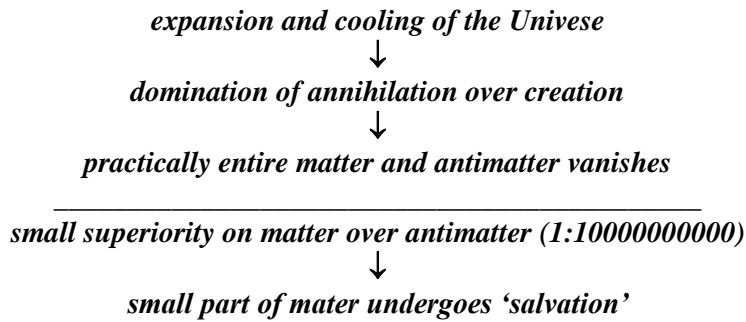 expansion and cooling of the Univese
↓
domination of annihilation over creation
↓
practically entire matter and antimatter vanishes
small superiority on matter over antimatter (1:10000000000)
↓
small part of mater undergoes ‘salvation’